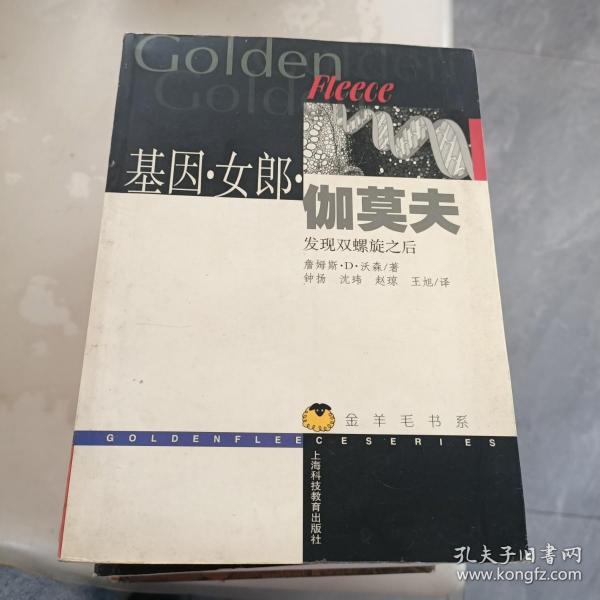 Golden
Golden
Fleece
基因·女郎·
伽莫夫
发现双螺旋之后
詹姆斯·D·沃森/著
钟扬 沈玮 赵琼 王旭/译
金羊毛书系
GOLDENFLEECESERIES
上海科技教育出版社
孔夫子旧书网
www.kongfz.com